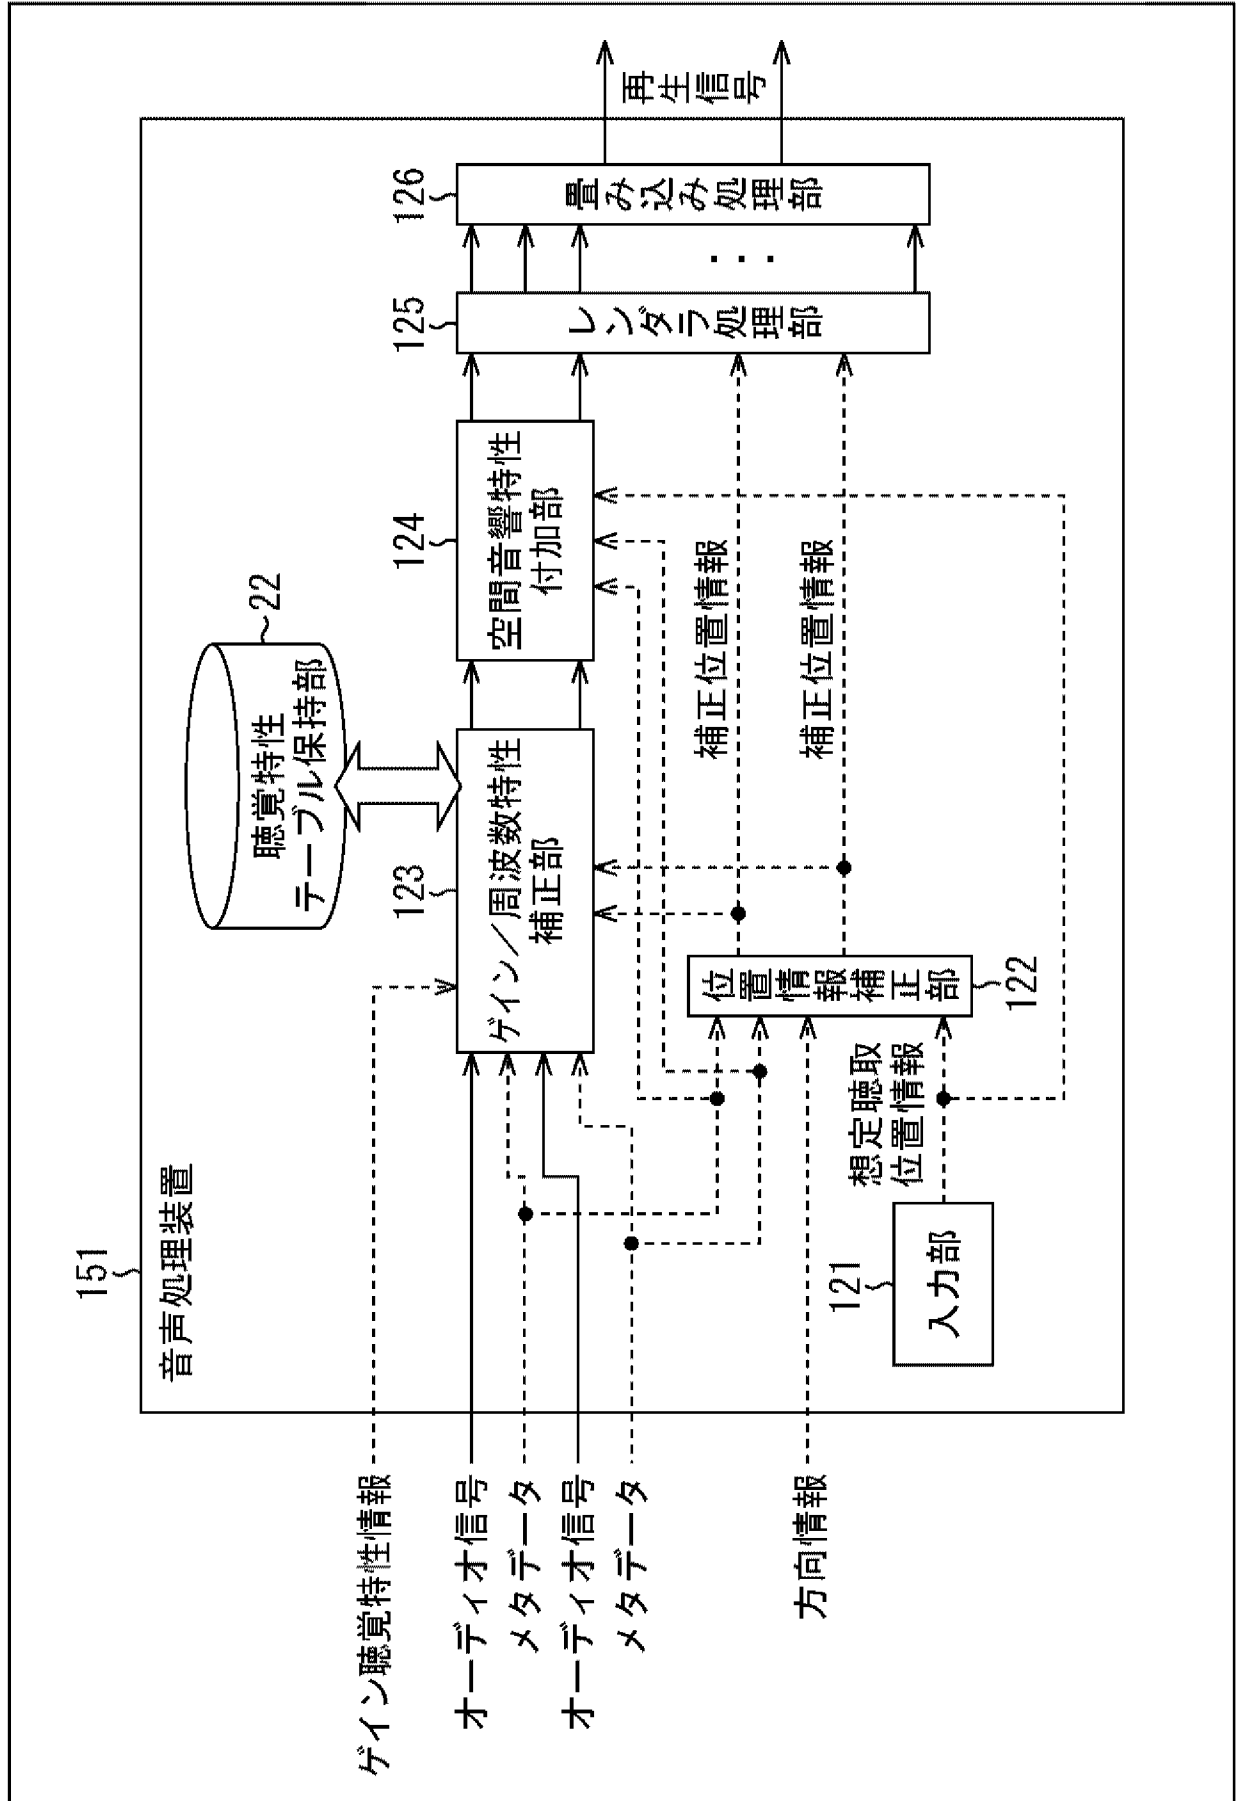 151
音声処理装置
ゲイン聴覚特性情報
オーディオ信号
メタデータ
オーディオ信号
メタデータ
方向情報
121
入力部
想定聴取
位置情報
位置情報補正部
122
22
聴覚特性
テーブル保持部
123
ゲイン/周波数特性
補正部
補正位置情報
補正位置情報
124
空間音響特性
付加部
125
レンダラ処理部
...
126
畳み込み処理部
再生信号